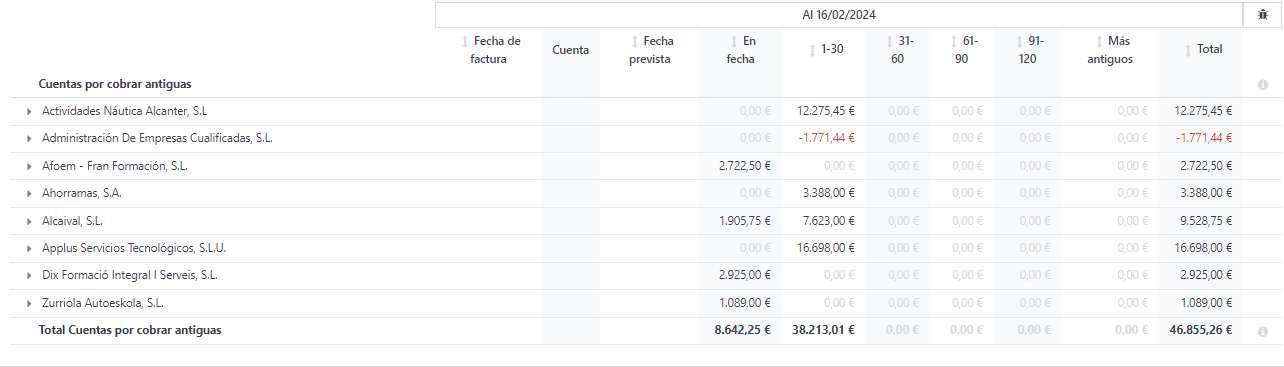 Al 16/02/2024
Fecha de factura Cuenta Fecha prevista En fecha 1-30 31-60 61-90 91-120 Más antiguos Total
Cuentas por cobrar antiguas
Actividades Náutica Alcanter, S.L 0,00 € 12.275,45 € 0,00 € 0,00 € 0,00 € 0,00 € 12.275,45 €
Administración De Empresas Cualificadas, S.L. 0,00 € -1.771,44 € 0,00 € 0,00 € 0,00 € 0,00 € -1.771,44 €
Afoem - Fran Formación, S.L. 2.722,50 € 0,00 € 0,00 € 0,00 € 0,00 € 0,00 € 2.722,50 €
Ahorramas, S.A. 0,00 € 3.388,00 € 0,00 € 0,00 € 0,00 € 0,00 € 3.388,00 €
Alcaival, S.L. 1.905,75 € 7.623,00 € 0,00 € 0,00 € 0,00 € 0,00 € 9.528,75 €
Applus Servicios Tecnológicos, S.L.U. 0,00 € 16.698,00 € 0,00 € 0,00 € 0,00 € 0,00 € 16.698,00 €
Dix Formació Integral I Serveis, S.L. 2.925,00 € 0,00 € 0,00 € 0,00 € 0,00 € 0,00 € 2.925,00 €
Zurriola Autoeskola, S.L. 1.089,00 € 0,00 € 0,00 € 0,00 € 0,00 € 0,00 € 1.089,00 €
Total Cuentas por cobrar antiguas 8.642,25 € 38.213,01 € 0,00 € 0,00 € 0,00 € 0,00 € 46.855,26 €